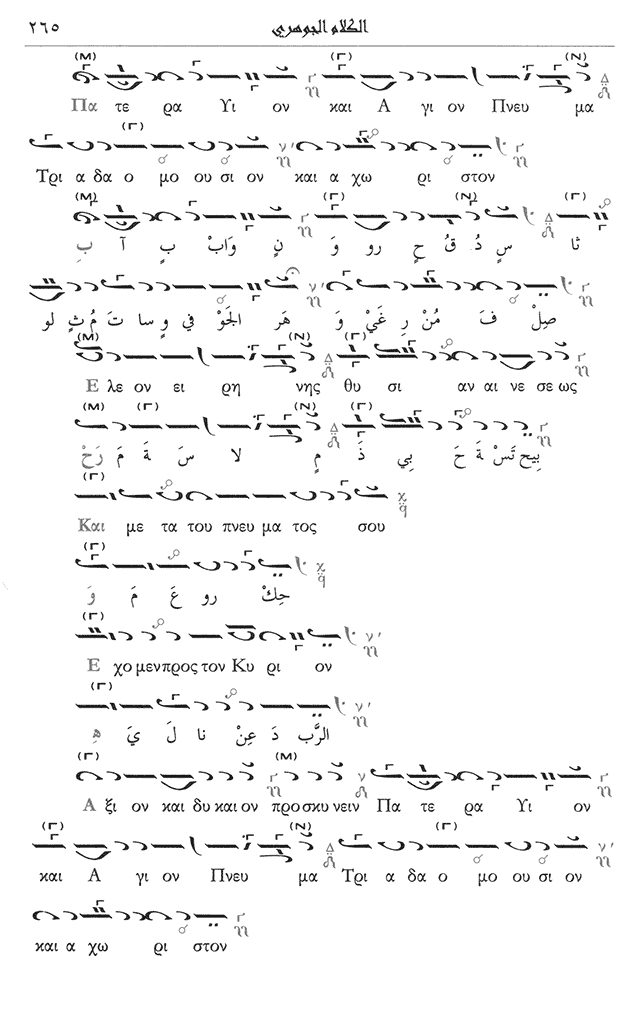 ٢٦٥ الكلام الجوهري
Πα τε ρα Υι ον και Α γι ον Πνευ μα
Τρι α δα ο μο ου σι ον και α χω ρι στον
بِ آ بٍ وَابْ نٍ وَ رو حٍ قُ دُ سٍ ثا
لو ثٍ مُ تَ سا وٍ في الجَوْ هَر وَ غَيْ رِ مُنْ فَ صِلْ
Ε λε ον ει ρη νης θυ σι αν αι νε σε ως
رَحْ مَ ةَ سَ لا مٍ ذَ بي حَ ةَ تَسْ بيح
Και με τα του πνευ μα τος σου
وَ مَ عَ رو حِكْ
Ε χο μεν προς τον Κυ ρι ον
هِ يَ لَ نا عِنْ دَ الرَّب
Α ξι ον και δυ και ον προ σκυ νειν Πα τε ρα Υι ον
και Α γι ον Πνευ μα Τρι α δα ο μο ου σι ον
και α χω ρι στον